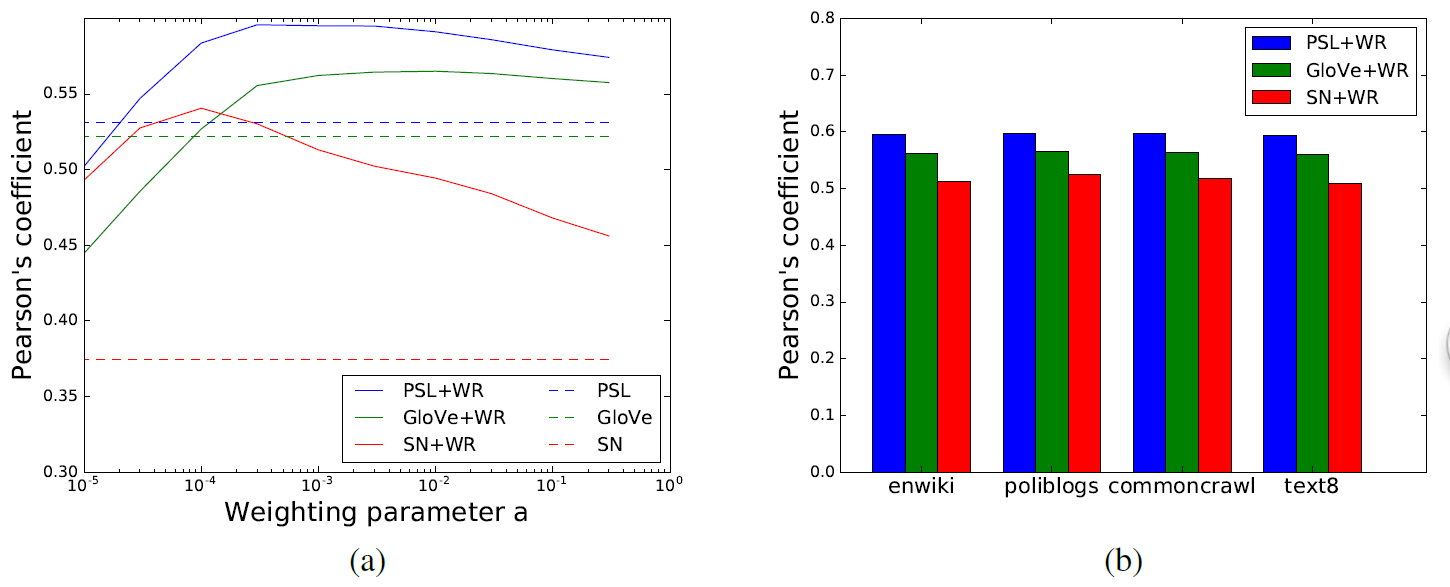 Pearson's coefficient
0.55
0.50
0.45
0.40
0.35
0.30
10⁻⁵ 10⁻⁴ 10⁻³ 10⁻² 10⁻¹ 10⁰
Weighting parameter a
PSL+WR PSL
GloVe+WR GloVe
SN+WR SN
(a)
Pearson's coefficient
0.8
0.7
0.6
0.5
0.4
0.3
0.2
0.1
0.0
enwiki poliblogs commoncrawl text8
PSL+WR
GloVe+WR
SN+WR
(b)